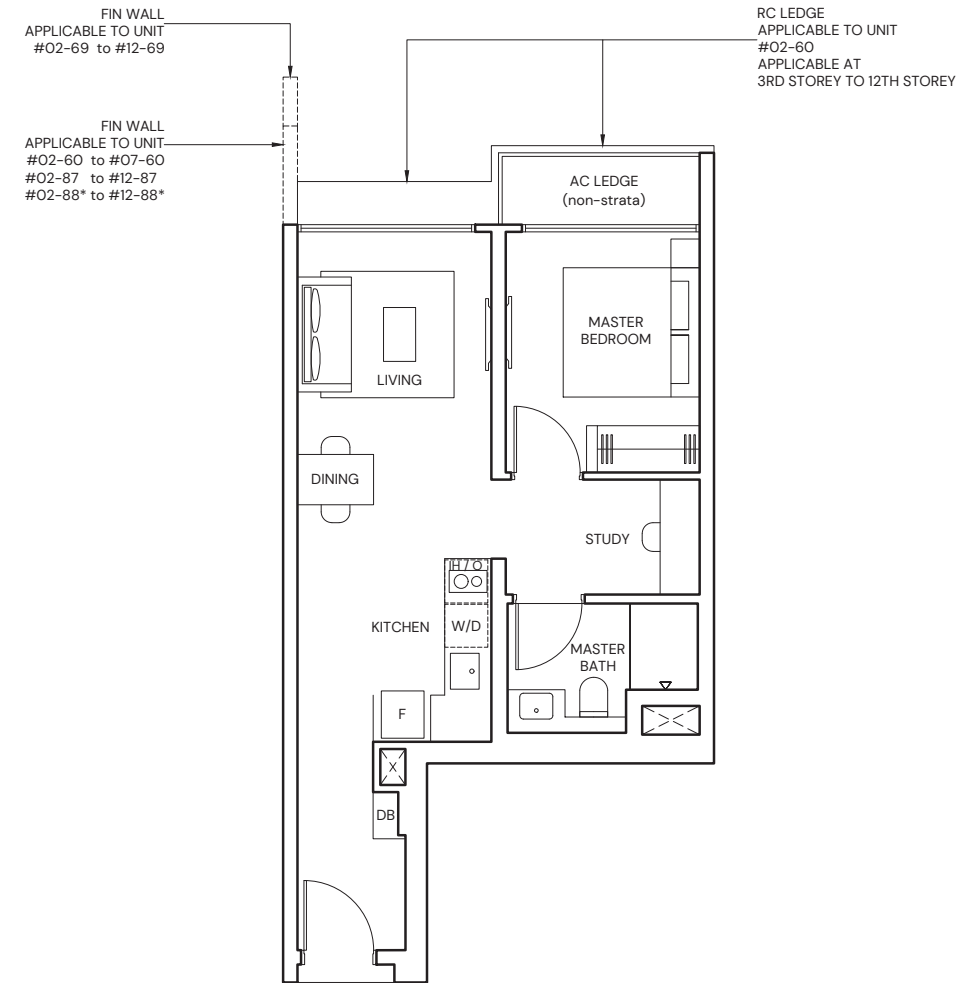 FIN WALL
APPLICABLE TO UNIT
#02-69 to #12-69
RC LEDGE
APPLICABLE TO UNIT
#02-60
APPLICABLE AT
3RD STOREY TO 12TH STOREY
FIN WALL
APPLICABLE TO UNIT
#02-60 to #07-60
#02-87 to #12-87
#02-88* to #12-88*
AC LEDGE
(non-strata)
MASTER
BEDROOM
LIVING
DINING
STUDY
H / O
KITCHEN
W/D
MASTER
BATH
F
X
DB